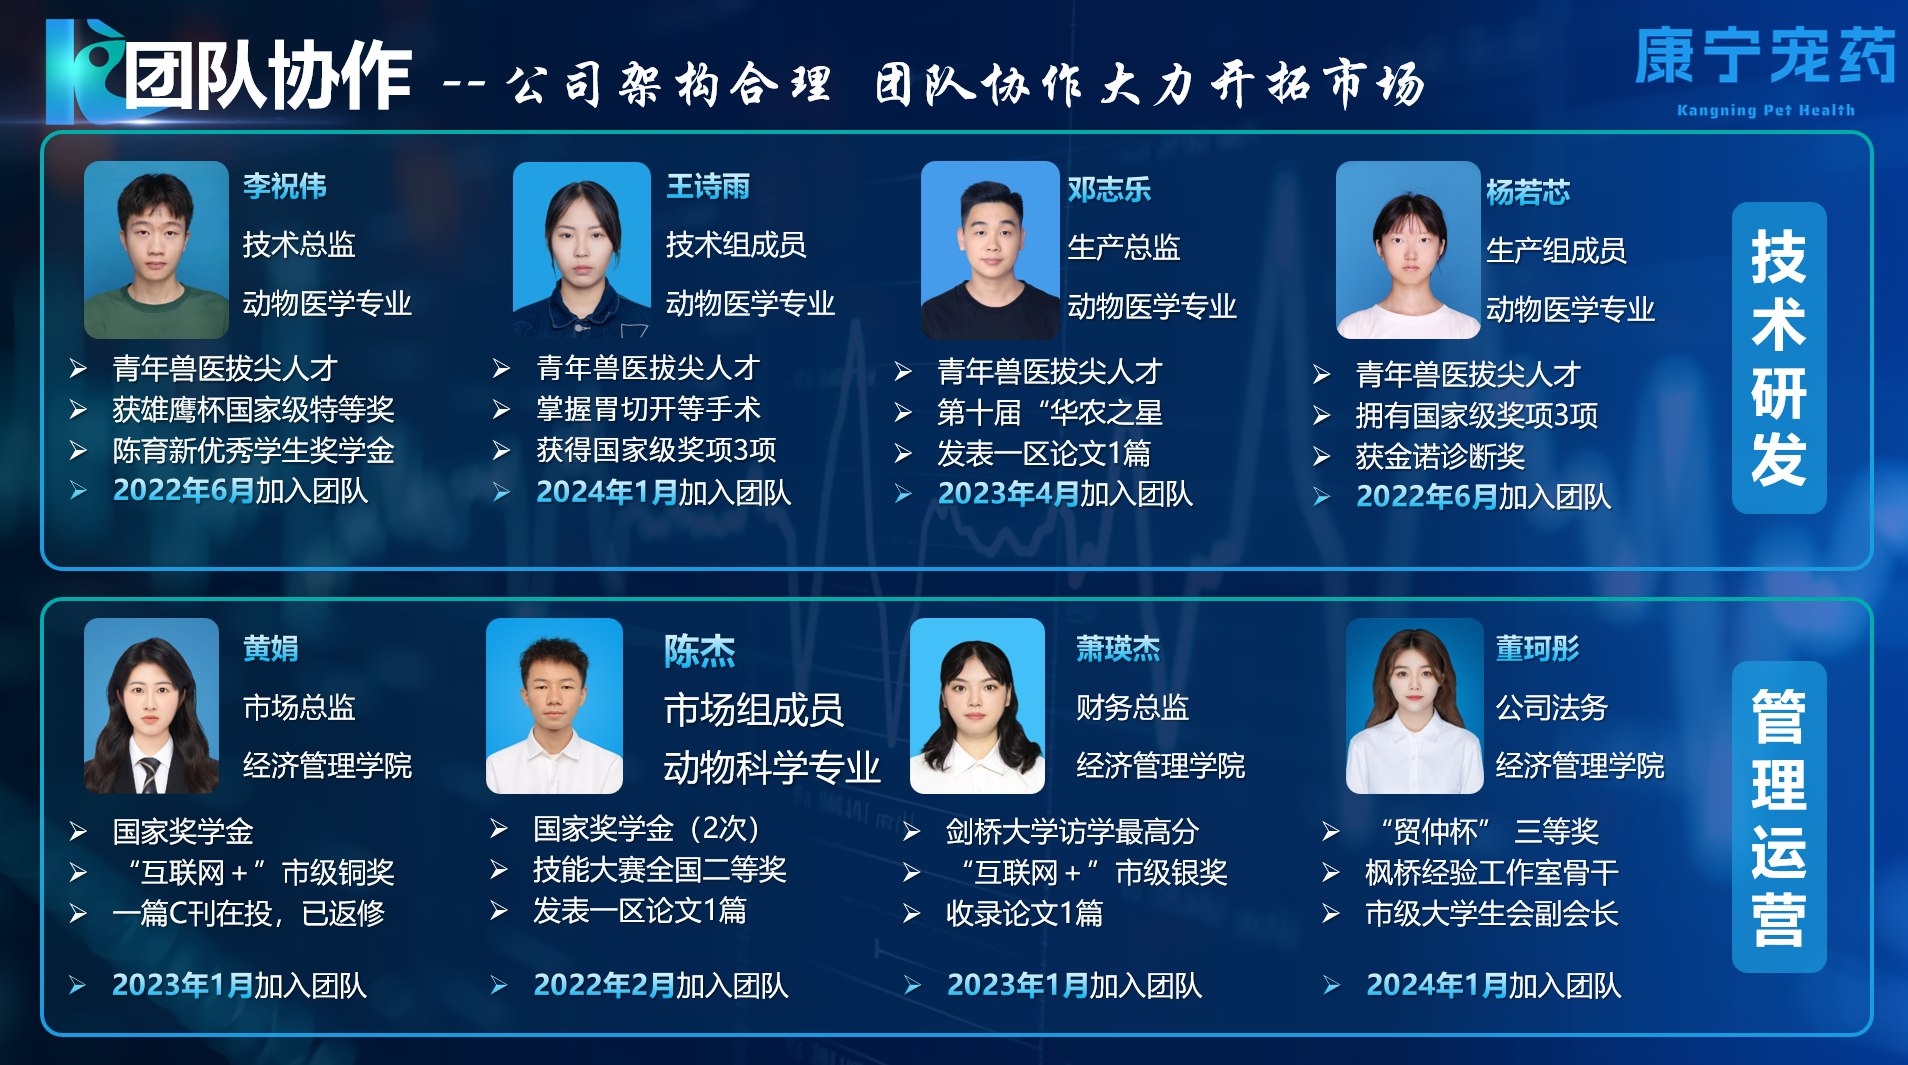 团队协作 --公司架构合理 团队协作大力开拓市场
康宁宠药
Kangning Pet Health
李祝伟
技术总监
动物医学专业
青年兽医拔尖人才
获雄鹰杯国家级特等奖
陈育新优秀学生奖学金
2022年6月加入团队
王诗雨
技术组成员
动物医学专业
青年兽医拔尖人才
掌握胃切开等手术
获得国家级奖项3项
2024年1月加入团队
邓志乐
生产总监
动物医学专业
青年兽医拔尖人才
第十届“华农之星
发表一区论文1篇
2023年4月加入团队
杨若芯
生产组成员
动物医学专业
青年兽医拔尖人才
拥有国家级奖项3项
获金诺诊断奖
2022年6月加入团队
技术研发
黄娟
市场总监
经济管理学院
国家奖学金
“互联网＋”市级铜奖
一篇C刊在投，已返修
2023年1月加入团队
陈杰
市场组成员
动物科学专业
国家奖学金（2次）
技能大赛全国二等奖
发表一区论文1篇
2022年2月加入团队
萧瑛杰
财务总监
经济管理学院
剑桥大学访学最高分
“互联网＋”市级银奖
收录论文1篇
2023年1月加入团队
董珂彤
公司法务
经济管理学院
“贸仲杯” 三等奖
枫桥经验工作室骨干
市级大学生会副会长
2024年1月加入团队
管理运营